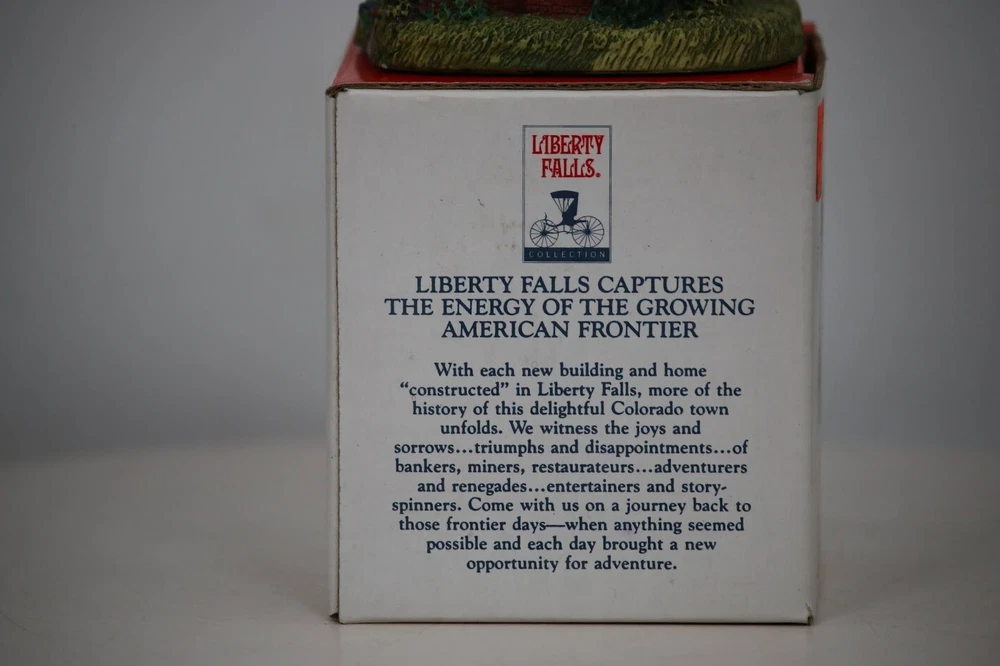 LIBERTY
FALLS.
COLLECTION
LIBERTY FALLS CAPTURES
THE ENERGY OF THE GROWING
AMERICAN FRONTIER
With each new building and home
“constructed” in Liberty Falls, more of the
history of this delightful Colorado town
unfolds. We witness the joys and
sorrows...triumphs and disappointments...of
bankers, miners, restaurateurs...adventurers
and renegades...entertainers and story-
spinners. Come with us on a journey back to
those frontier days—when anything seemed
possible and each day brought a new
opportunity for adventure.